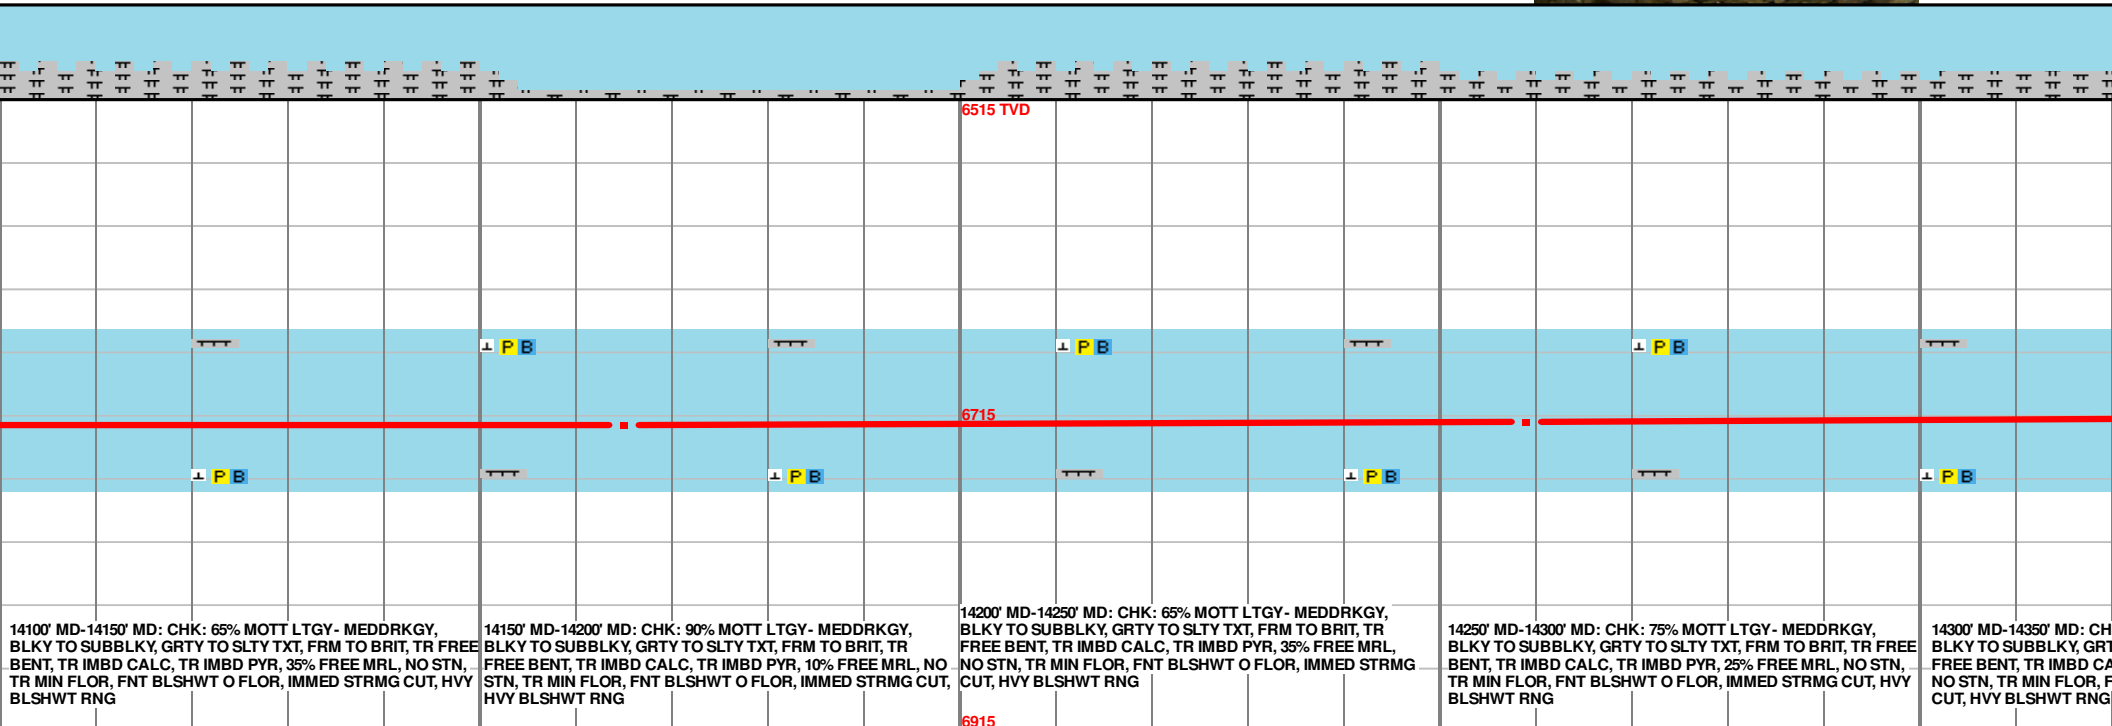 6515 TVD
P B
P B
P B
6715
P B
P B
P B
P B
14100' MD-14150' MD: CHK: 65% MOTT LTGY- MEDDRKGY,
BLKY TO SUBBLKY, GRTY TO SLTY TXT, FRM TO BRIT, TR FREE
BENT, TR IMBD CALC, TR IMBD PYR, 35% FREE MRL, NO STN,
TR MIN FLOR, FNT BLSHWT O FLOR, IMMED STRMG CUT, HVY
BLSHWT RNG
14150' MD-14200' MD: CHK: 90% MOTT LTGY- MEDDRKGY,
BLKY TO SUBBLKY, GRTY TO SLTY TXT, FRM TO BRIT, TR
FREE BENT, TR IMBD CALC, TR IMBD PYR, 10% FREE MRL, NO
STN, TR MIN FLOR, FNT BLSHWT O FLOR, IMMED STRMG CUT,
HVY BLSHWT RNG
14200' MD-14250' MD: CHK: 65% MOTT LTGY- MEDDRKGY,
BLKY TO SUBBLKY, GRTY TO SLTY TXT, FRM TO BRIT, TR
FREE BENT, TR IMBD CALC, TR IMBD PYR, 35% FREE MRL,
NO STN, TR MIN FLOR, FNT BLSHWT O FLOR, IMMED STRMG
CUT, HVY BLSHWT RNG
14250' MD-14300' MD: CHK: 75% MOTT LTGY- MEDDRKGY,
BLKY TO SUBBLKY, GRTY TO SLTY TXT, FRM TO BRIT, TR FREE
BENT, TR IMBD CALC, TR IMBD PYR, 25% FREE MRL, NO STN,
TR MIN FLOR, FNT BLSHWT O FLOR, IMMED STRMG CUT, HVY
BLSHWT RNG
14300' MD-14350' MD: CH
BLKY TO SUBBLKY, GRT
FREE BENT, TR IMBD CA
NO STN, TR MIN FLOR, F
CUT, HVY BLSHWT RNG
6915